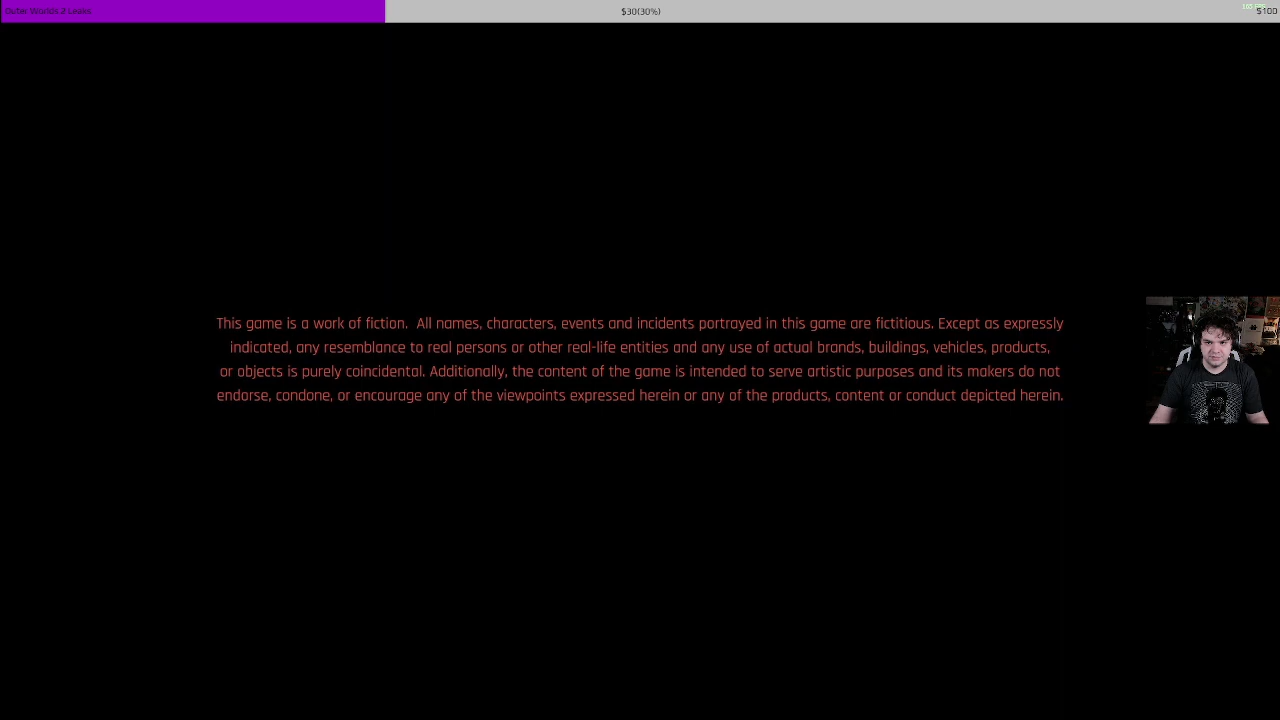 Outer Worlds 2 Leaks
$30(30%)
$100
This game is a work of fiction.  All names, characters, events and incidents portrayed in this game are fictitious. Except as expressly
indicated, any resemblance to real persons or other real-life entities and any use of actual brands, buildings, vehicles, products,
or objects is purely coincidental. Additionally, the content of the game is intended to serve artistic purposes and its makers do not
endorse, condone, or encourage any of the viewpoints expressed herein or any of the products, content or conduct depicted herein.